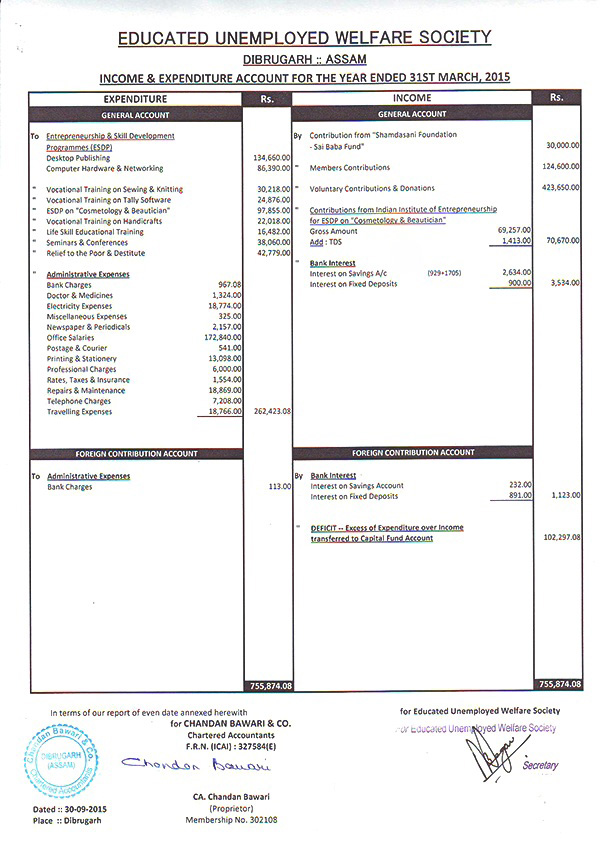 EDUCATED UNEMPLOYED WELFARE SOCIETY
DIBRUGARH :: ASSAM
INCOME & EXPENDITURE ACCOUNT FOR THE YEAR ENDED 31ST MARCH, 2015
EXPENDITURE Rs.
GENERAL ACCOUNT
To Entrepreneurship & Skill Development
Programmes (ESDP)
Desktop Publishing 134,660.00
Computer Hardware & Networking 86,390.00
" Vocational Training on Sewing & Knitting 30,218.00
" Vocational Training on Tally Software 24,876.00
" ESDP on "Cosmetology & Beautician" 97,855.00
" Vocational Training on Handicrafts 22,018.00
" Life Skill Educational Training 16,482.00
" Seminars & Conferences 38,060.00
" Relief to the Poor & Destitute 42,779.00
" Administrative Expenses
Bank Charges 967.08
Doctor & Medicines 1,324.00
Electricity Expenses 18,774.00
Miscellaneous Expenses 325.00
Newspaper & Periodicals 2,157.00
Office Salaries 172,840.00
Postage & Courier 541.00
Printing & Stationery 13,098.00
Professional Charges 6,000.00
Rates, Taxes & Insurance 1,554.00
Repairs & Maintenance 18,869.00
Telephone Charges 7,208.00
Travelling Expenses 18,766.00 262,423.08
FOREIGN CONTRIBUTION ACCOUNT
To Administrative Expenses
Bank Charges 113.00
755,874.08
INCOME Rs.
GENERAL ACCOUNT
By Contribution from "Shamdasani Foundation
- Sai Baba Fund" 30,000.00
" Members Contributions 124,600.00
" Voluntary Contributions & Donations 423,650.00
" Contributions from Indian Institute of Entrepreneurship
for ESDP on "Cosmetology & Beautician"
Gross Amount 69,257.00
Add : TDS 1,413.00 70,670.00
" Bank Interest
Interest on Savings A/c (929+1705) 2,634.00
Interest on Fixed Deposits 900.00 3,534.00
FOREIGN CONTRIBUTION ACCOUNT
By Bank Interest
Interest on Savings Account 232.00
Interest on Fixed Deposits 891.00 1,123.00
" DEFICIT -- Excess of Expenditure over Income
transferred to Capital Fund Account 102,297.08
755,874.08
In terms of our report of even date annexed herewith
for CHANDAN BAWARI & CO.
Chartered Accountants
F.R.N. (ICAI) : 327584(E)
Chandan Bawari
CA. Chandan Bawari
(Proprietor)
Membership No. 302108
Chandan Bawari & Co.
DIBRUGARH
(ASSAM)
Chartered Accountants
Dated :: 30-09-2015
Place :: Dibrugarh
for Educated Unemployed Welfare Society
For Educated Unemployed Welfare Society
Secretary